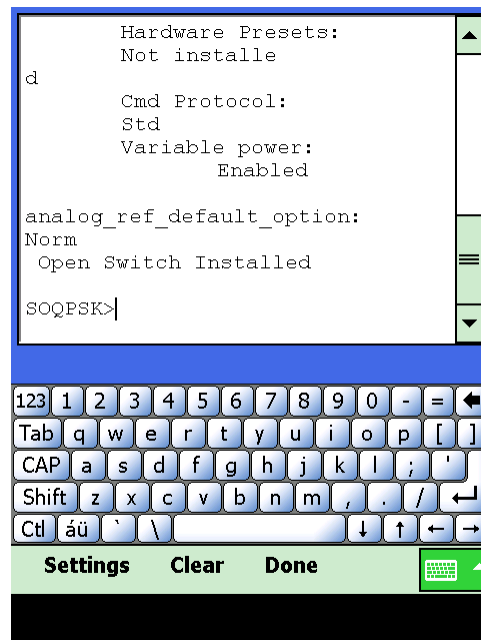 Hardware Presets:
Not installe
d
Cmd Protocol:
Std
Variable power:
Enabled
analog_ref_default_option:
Norm
Open Switch Installed
SOQPSK>
123 1 2 3 4 5 6 7 8 9 0 - =
Tab q w e r t y u i o p [ ]
CAP a s d f g h j k l ; '
Shift z x c v b n m , . /
Ctl áü ` \
Settings Clear Done